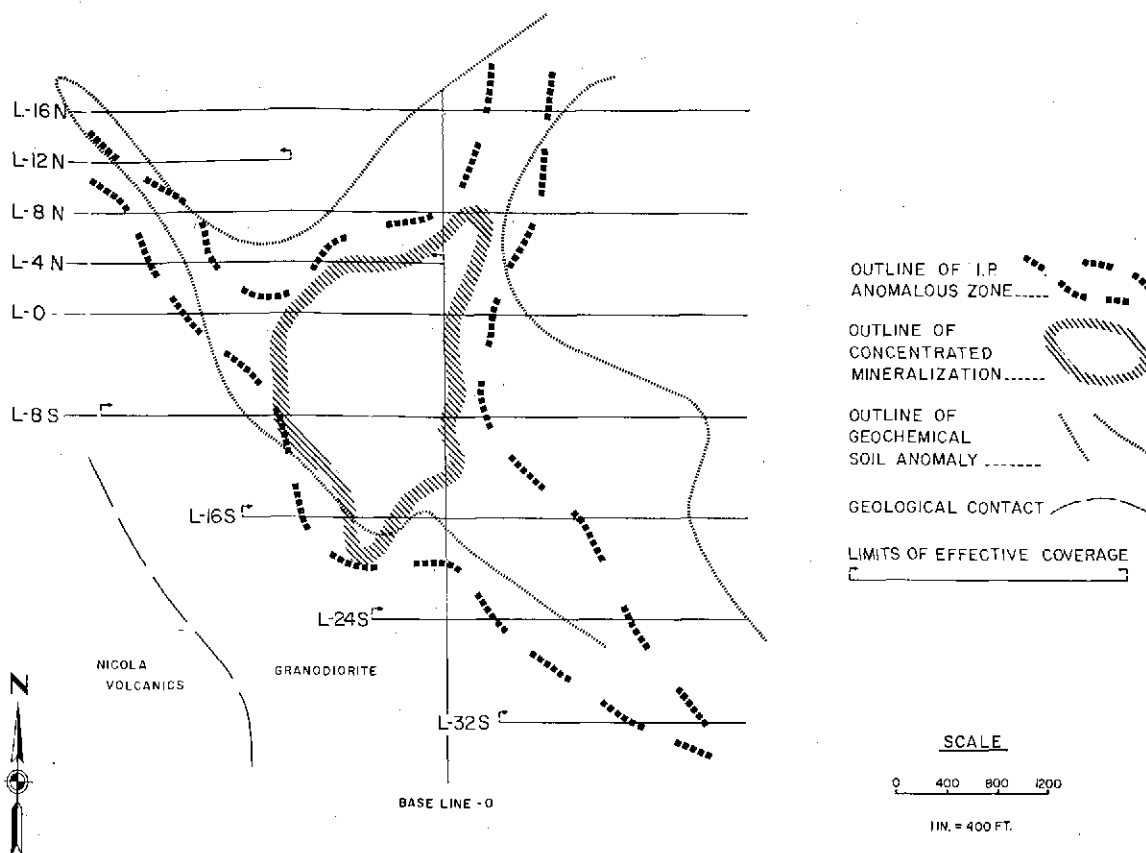 L-16N
L-12N
L-8 N
L-4 N
L-0
L-8 S
L-16S
L-24S
L-32S
NICOLA
VOLCANICS
GRANODIORITE
BASE LINE - 0
N
OUTLINE OF I.P.
ANOMALOUS ZONE
OUTLINE OF
CONCENTRATED
MINERALIZATION
OUTLINE OF
GEOCHEMICAL
SOIL ANOMALY
GEOLOGICAL CONTACT
LIMITS OF EFFECTIVE COVERAGE
SCALE
0 400 800 1200
1 IN. = 400 FT.